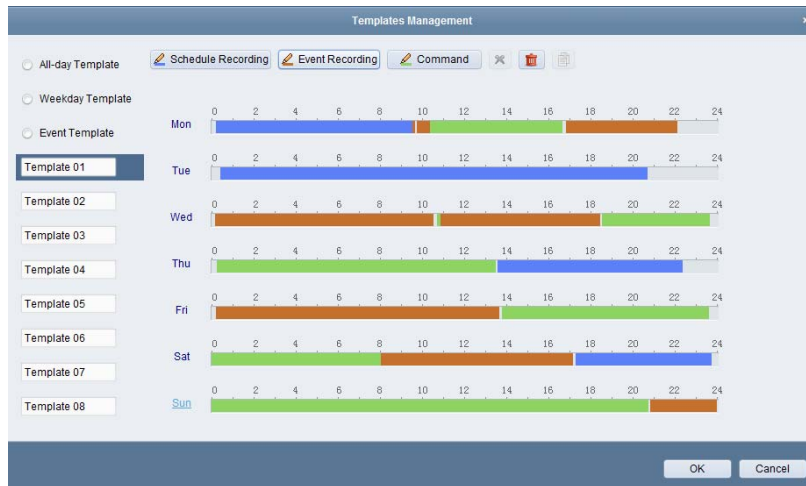 Templates Management
All-day Template
Schedule Recording Event Recording Command
Weekday Template
Event Template
Template 01
Template 02
Template 03
Template 04
Template 05
Template 06
Template 07
Template 08
0 2 4 6 8 10 12 14 16 18 20 22 24
Mon
0 2 4 6 8 10 12 14 16 18 20 22 24
Tue
0 2 4 6 8 10 12 14 16 18 20 22 24
Wed
0 2 4 6 8 10 12 14 16 18 20 22 24
Thu
0 2 4 6 8 10 12 14 16 18 20 22 24
Fri
0 2 4 6 8 10 12 14 16 18 20 22 24
Sat
0 2 4 6 8 10 12 14 16 18 20 22 24
Sun
OK Cancel